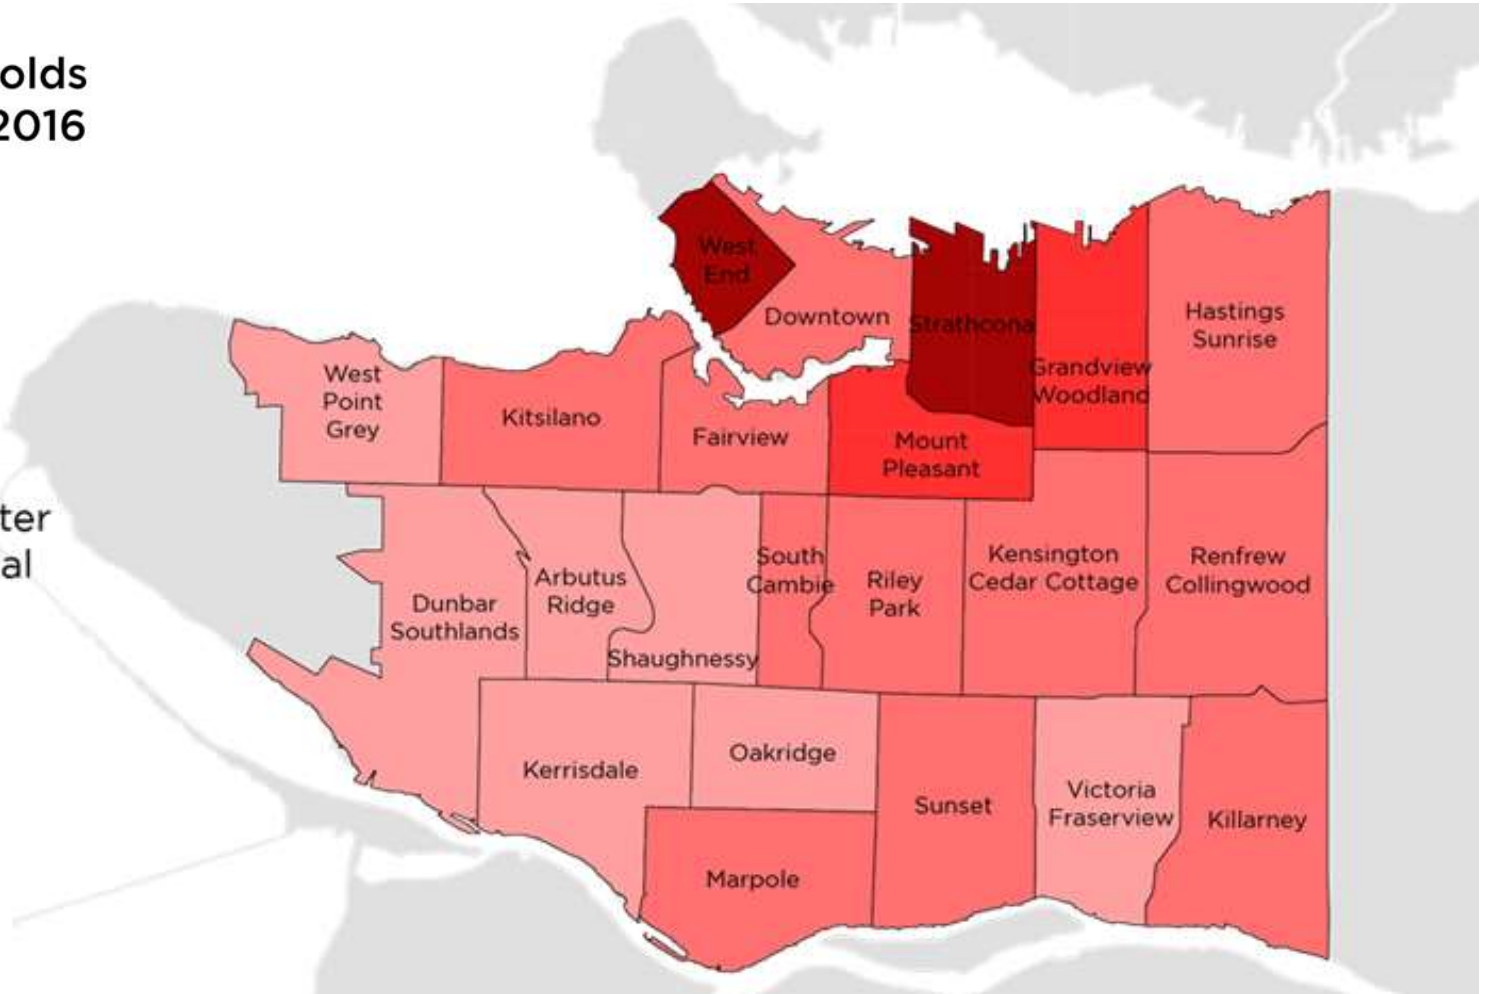 olds
2016
West
End
Downtown
Strathcona
Grandview
Woodland
Hastings
Sunrise
West
Point
Grey
Kitsilano
Fairview
Mount
Pleasant
ter
al
Dunbar
Southlands
Arbutus
Ridge
Shaughnessy
South
Cambie
Riley
Park
Kensington
Cedar Cottage
Renfrew
Collingwood
Kerrisdale
Oakridge
Marpole
Sunset
Victoria
Fraserview
Killarney